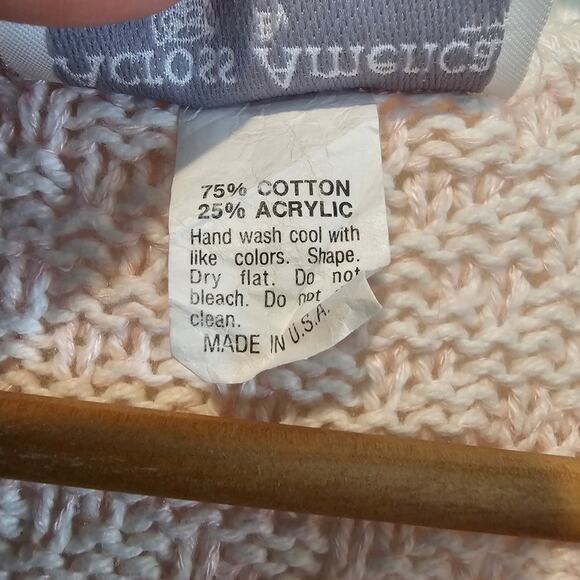 Across America
75% COTTON
25% ACRYLIC
Hand wash cool with
like colors. Shape.
Dry flat. Do not
bleach. Do not
clean.
MADE IN U.S.A.